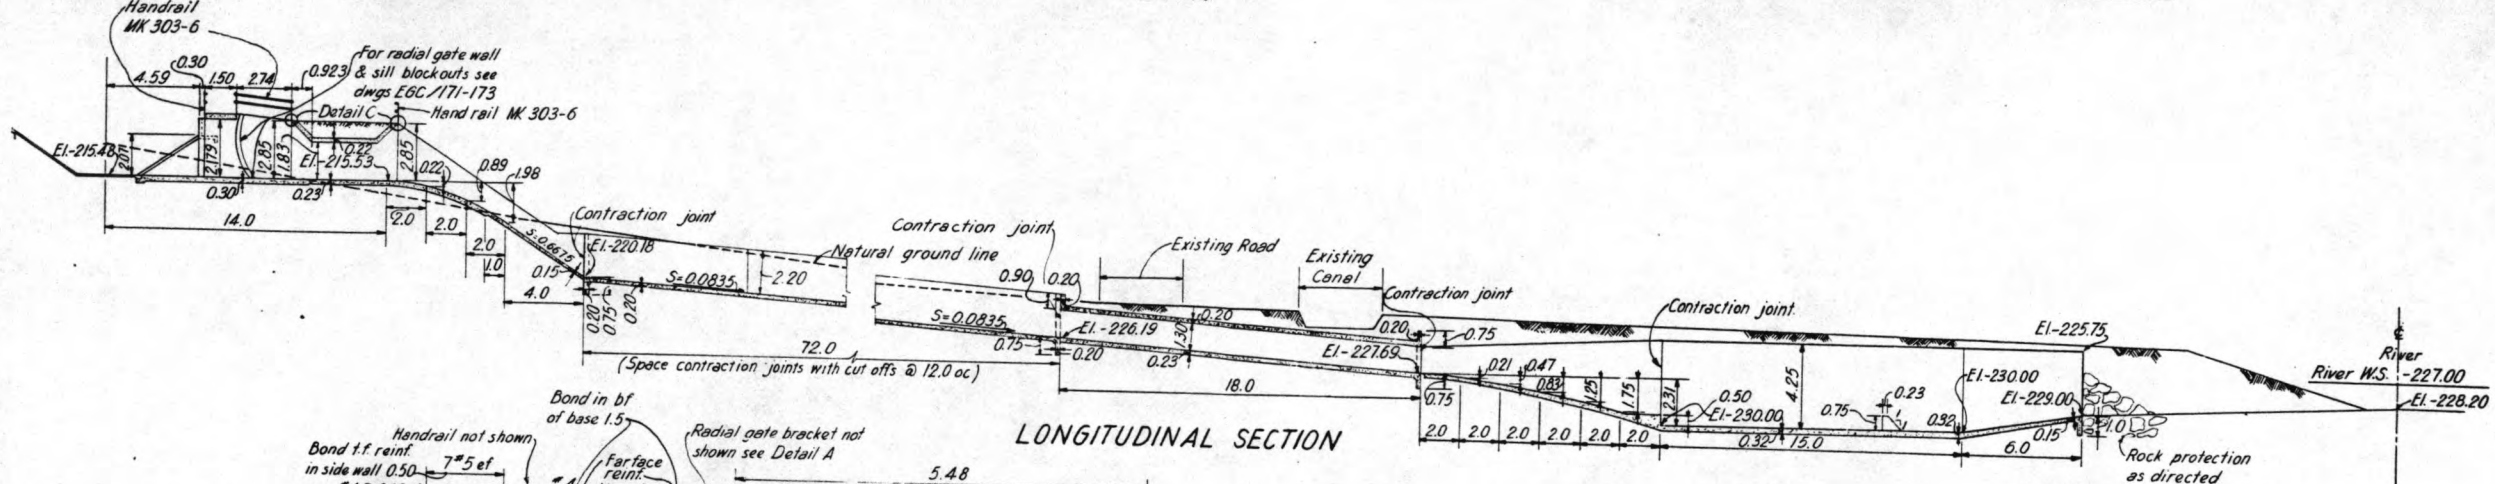 Handrail
MK 303-6
For radial gate wall
& sill blockouts see
dwgs E6C/171-173
0.30
4.59
1.50
2.74
0.923
Detail C
Hand rail MK 303-6
El.-215.48
2.179
1.83
El.-215.53
0.22
2.85
0.22
0.89
1.98
0.30
0.23
14.0
2.0
2.0
2.0
1.0
4.0
S=0.6675
0.15
Contraction joint
El.-220.18
Natural ground line
S=0.0835
2.20
0.20
0.75
0.20
72.0
(Space contraction joints with cut offs @ 12.0 oc)
Contraction joint
0.90
0.20
S=0.0835
El.-226.19
0.75
0.20
Existing Road
Existing
Canal
0.20
1.30
0.23
18.0
Contraction joint
0.20
0.75
El.-227.69
0.75
0.21
0.47
0.83
1.25
1.75
2.31
2.0
2.0
2.0
2.0
2.0
2.0
Contraction joint.
4.25
0.50
El.-230.00
0.32
15.0
0.75
0.23
0.32
El.-230.00
El.-225.75
El.-229.00
0.15
1.0
6.0
Rock protection
as directed
℄
River
River W.S. -227.00
El.-228.20
LONGITUDINAL SECTION
Bond in bf
of base 1.5
Handrail not shown
Bond t.f. reinf.
in side wall 0.50
7#5 ef
Farface
reinf.
Radial gate bracket not
shown see Detail A
5.48